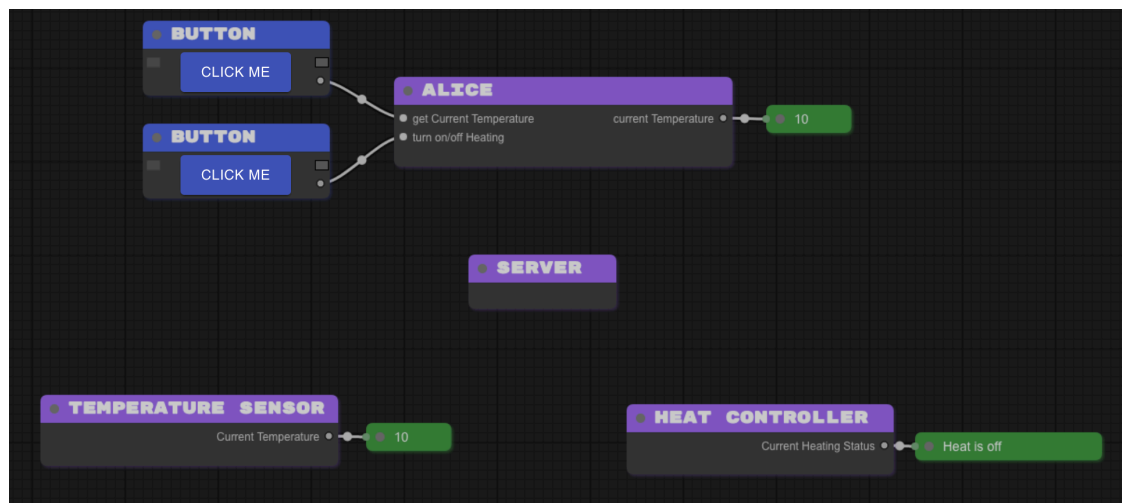 BUTTON
CLICK ME
ALICE
get Current Temperature
current Temperature
10
turn on/off Heating
BUTTON
CLICK ME
SERVER
TEMPERATURE SENSOR
Current Temperature
10
HEAT CONTROLLER
Current Heating Status
Heat is off